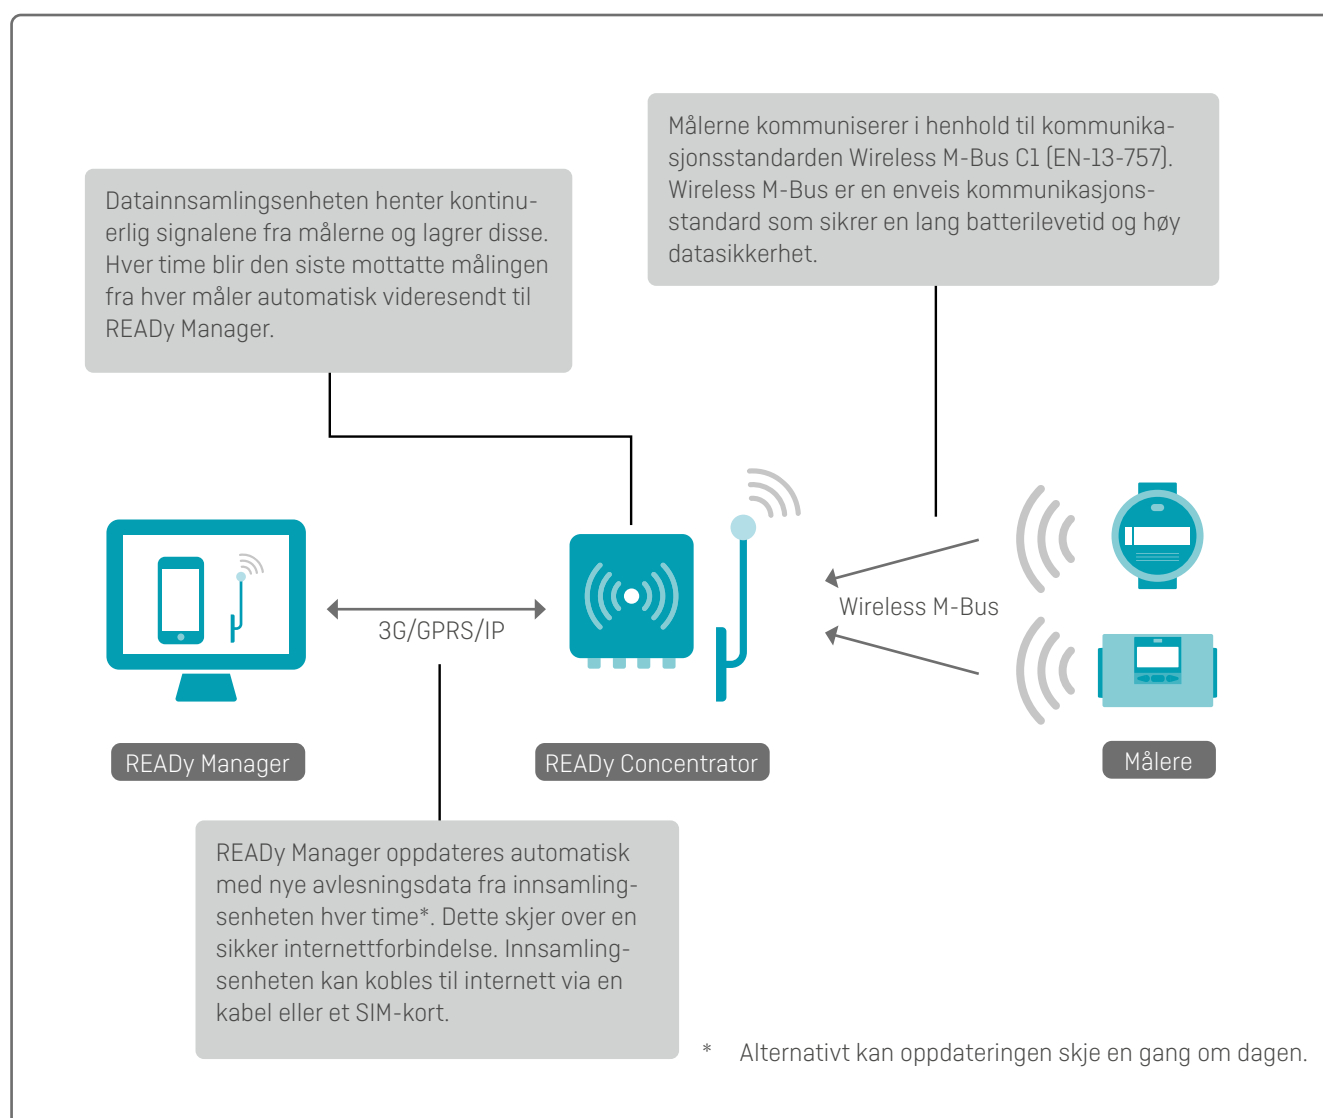 Målerne kommuniserer i henhold til kommunika-
sjonsstandarden Wireless M-Bus C1 (EN-13-757).
Wireless M-Bus er en enveis kommunikasjons-
standard som sikrer en lang batterilevetid og høy
datasikkerhet.
Datainnsamlingsenheten henter kontinu-
erlig signalene fra målerne og lagrer disse.
Hver time blir den siste mottatte målingen
fra hver måler automatisk videresendt til
READy Manager.
3G/GPRS/IP
Wireless M-Bus
READy Manager
READy Concentrator
Målere
READy Manager oppdateres automatisk
med nye avlesningsdata fra innsamling-
senheten hver time*. Dette skjer over en
sikker internettforbindelse. Innsamling-
senheten kan kobles til internett via en
kabel eller et SIM-kort.
* Alternativt kan oppdateringen skje en gang om dagen.